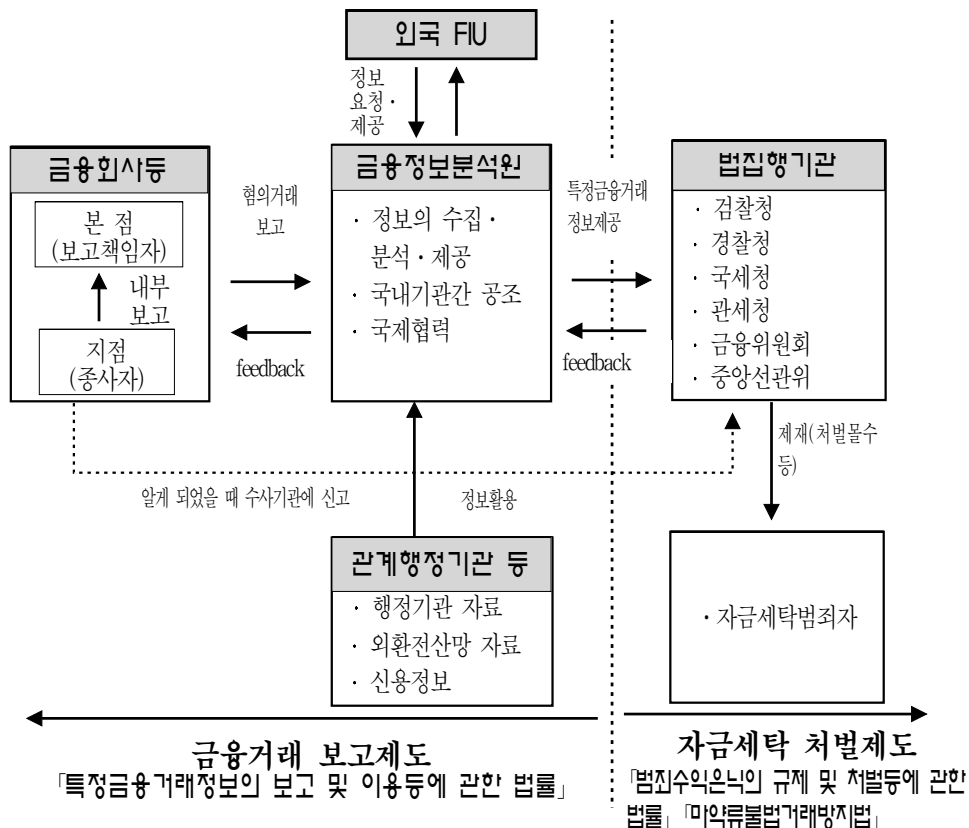 외국 FIU
정보
요청·
제공
금융회사등
본 점
(보고책임자)
내부
보고
지점
(종사자)
혐의거래
보고
feedback
금융정보분석원
· 정보의 수집·
분석·제공
· 국내기관간 공조
· 국제협력
특정금융거래
정보제공
feedback
법집행기관
· 검찰청
· 경찰청
· 국세청
· 관세청
· 금융위원회
· 중앙선관위
제재(처벌몰수
등)
알게 되었을 때 수사기관에 신고
정보활용
관계행정기관 등
· 행정기관 자료
· 외환전산망 자료
· 신용정보
· 자금세탁범죄자
금융거래 보고제도
「특정금융거래정보의 보고 및 이용등에 관한 법률」
자금세탁 처벌제도
「범죄수익은닉의 규제 및 처벌등에 관한
법률」「마약류불법거래방지법」